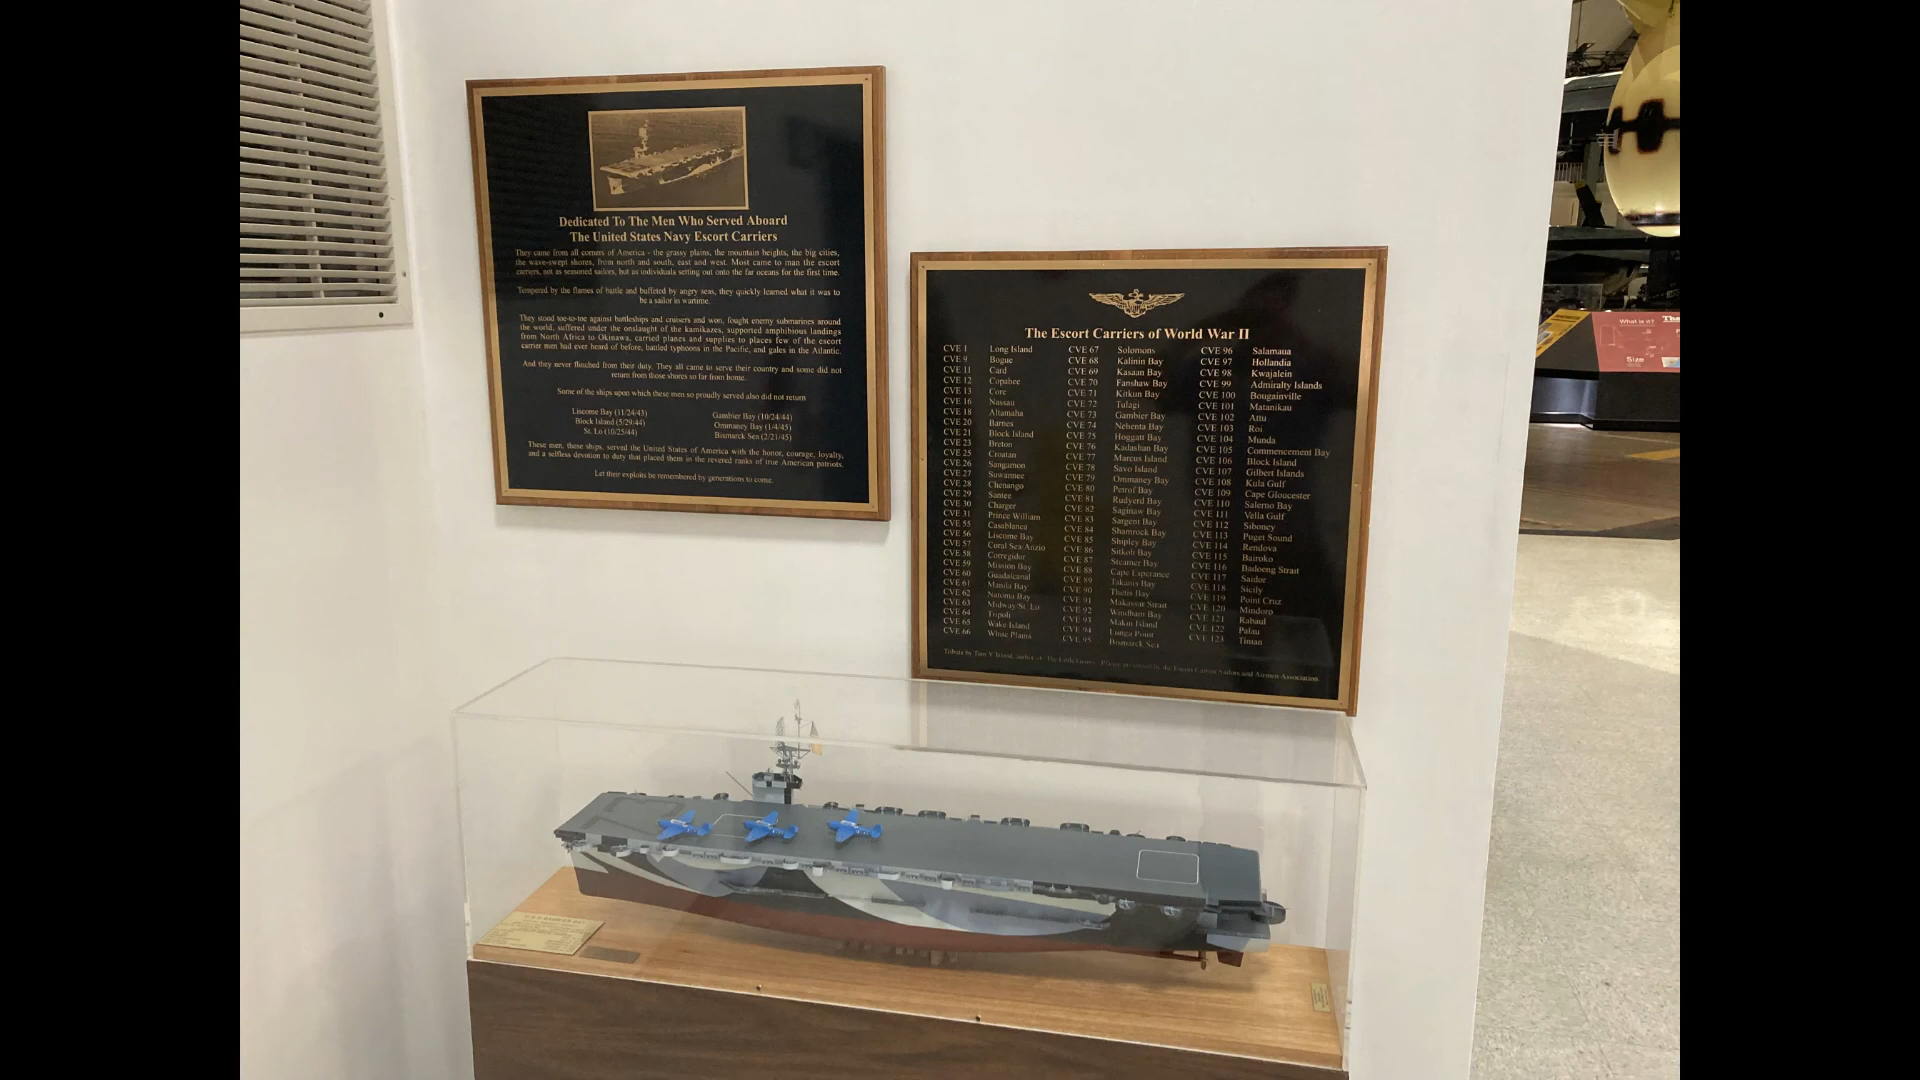 Dedicated To The Men Who Served Aboard
The United States Navy Escort Carriers
They came from all corners of America - the grassy plains, the mountain heights, the big cities,
the wave-swept shores, from north and south, east and west. Most came to man the escort
carriers, not as seasoned sailors, but as individuals setting out onto the far oceans for the first time.
Tempered by the flames of battle and buffeted by angry seas, they quickly learned what it was to
be a sailor in wartime.
They stood toe-to-toe against battleships and cruisers and won, fought enemy submarines around
the world, suffered under the onslaught of the kamikazes, supported amphibious landings
from North Africa to Okinawa, carried planes and supplies to places few of the escort
carrier men had ever heard of before, battled typhoons in the Pacific, and gales in the Atlantic.
And they never flinched from their duty. They all came to serve their country and some did not
return from those shores so far from home.
Some of the ships upon which these men so proudly served also did not return
Liscome Bay (11/24/43) Gambier Bay (10/24/44)
Block Island (5/29/44) Ommaney Bay (1/4/45)
St. Lo (10/25/44) Bismarck Sea (2/21/45)
These men, these ships, served the United States of America with the honor, courage, loyalty,
and a selfless devotion to duty that placed them in the revered ranks of true American patriots.
Let their exploits be remembered by generations to come.
The Escort Carriers of World War II
CVE 1 Long Island
CVE 9 Bogue
CVE 11 Card
CVE 12 Copahee
CVE 13 Core
CVE 16 Nassau
CVE 18 Altamaha
CVE 20 Barnes
CVE 21 Block Island
CVE 23 Breton
CVE 25 Croatan
CVE 26 Sangamon
CVE 27 Suwannee
CVE 28 Chenango
CVE 29 Santee
CVE 30 Charger
CVE 31 Prince William
CVE 55 Casablanca
CVE 56 Liscome Bay
CVE 57 Coral Sea/Anzio
CVE 58 Corregidor
CVE 59 Mission Bay
CVE 60 Guadalcanal
CVE 61 Manila Bay
CVE 62 Natoma Bay
CVE 63 Midway/St. Lo
CVE 64 Tripoli
CVE 65 Wake Island
CVE 66 White Plains
CVE 67 Solomons
CVE 68 Kalinin Bay
CVE 69 Kasaan Bay
CVE 70 Fanshaw Bay
CVE 71 Kitkun Bay
CVE 72 Tulagi
CVE 73 Gambier Bay
CVE 74 Nehenta Bay
CVE 75 Hoggatt Bay
CVE 76 Kadashan Bay
CVE 77 Marcus Island
CVE 78 Savo Island
CVE 79 Ommaney Bay
CVE 80 Petrof Bay
CVE 81 Rudyerd Bay
CVE 82 Saginaw Bay
CVE 83 Sargent Bay
CVE 84 Shamrock Bay
CVE 85 Shipley Bay
CVE 86 Sitkoh Bay
CVE 87 Steamer Bay
CVE 88 Cape Esperance
CVE 89 Takanis Bay
CVE 90 Thetis Bay
CVE 91 Makassar Strait
CVE 92 Windham Bay
CVE 93 Makin Island
CVE 94 Lunga Point
CVE 95 Bismarck Sea
CVE 96 Salamaua
CVE 97 Hollandia
CVE 98 Kwajalein
CVE 99 Admiralty Islands
CVE 100 Bougainville
CVE 101 Matanikau
CVE 102 Attu
CVE 103 Roi
CVE 104 Munda
CVE 105 Commencement Bay
CVE 106 Block Island
CVE 107 Gilbert Islands
CVE 108 Kula Gulf
CVE 109 Cape Gloucester
CVE 110 Salerno Bay
CVE 111 Vella Gulf
CVE 112 Siboney
CVE 113 Puget Sound
CVE 114 Rendova
CVE 115 Bairoko
CVE 116 Badoeng Strait
CVE 117 Saidor
CVE 118 Sicily
CVE 119 Point Cruz
CVE 120 Mindoro
CVE 121 Rabaul
CVE 122 Palau
CVE 123 Tinian
Tribute by author of the Escort Carrier Sailors and Airmen Association.
What is it?
Size